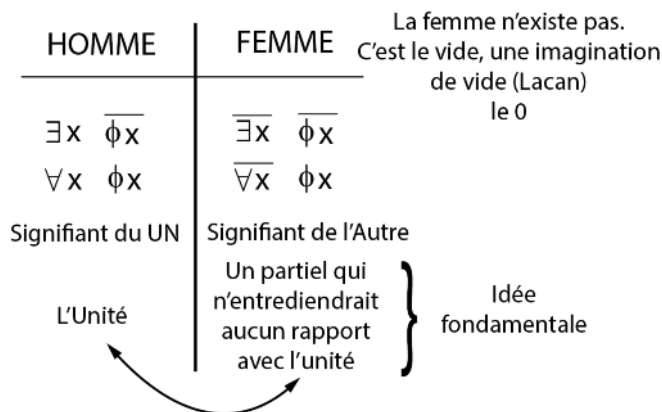 HOMME
∃x ϕx̅
∀x ϕx
Signifiant du UN
L'Unité
FEMME
∃x̅ ϕx̅
∀x̅ ϕx
Signifiant de l'Autre
Un partiel qui
n'entrediendrait
aucun rapport
avec l'unité
La femme n'existe pas.
C'est le vide, une imagination
de vide (Lacan)
le 0
Idée
fondamentale